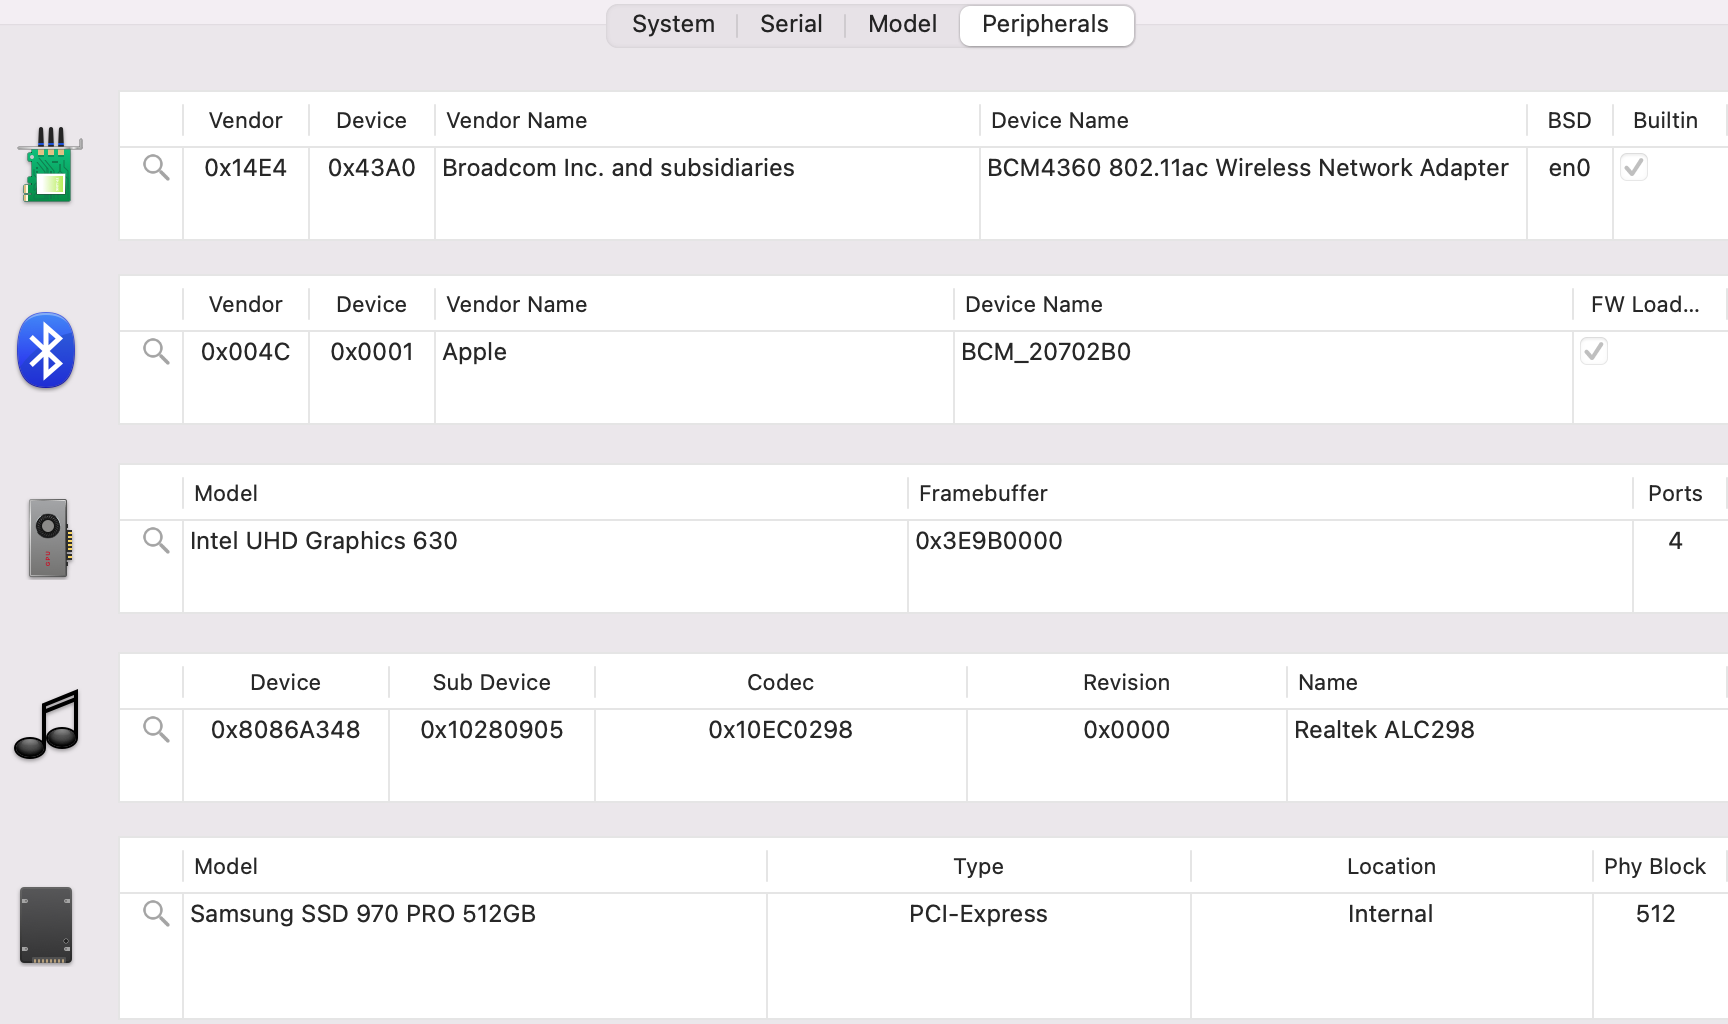 System Serial Model Peripherals
Vendor Device Vendor Name Device Name BSD Builtin
0x14E4 0x43A0 Broadcom Inc. and subsidiaries BCM4360 802.11ac Wireless Network Adapter en0
Vendor Device Vendor Name Device Name FW Load...
0x004C 0x0001 Apple BCM_20702B0
Model Framebuffer Ports
Intel UHD Graphics 630 0x3E9B0000 4
GPU
Device Sub Device Codec Revision Name
0x8086A348 0x10280905 0x10EC0298 0x0000 Realtek ALC298
Model Type Location Phy Block
Samsung SSD 970 PRO 512GB PCI-Express Internal 512